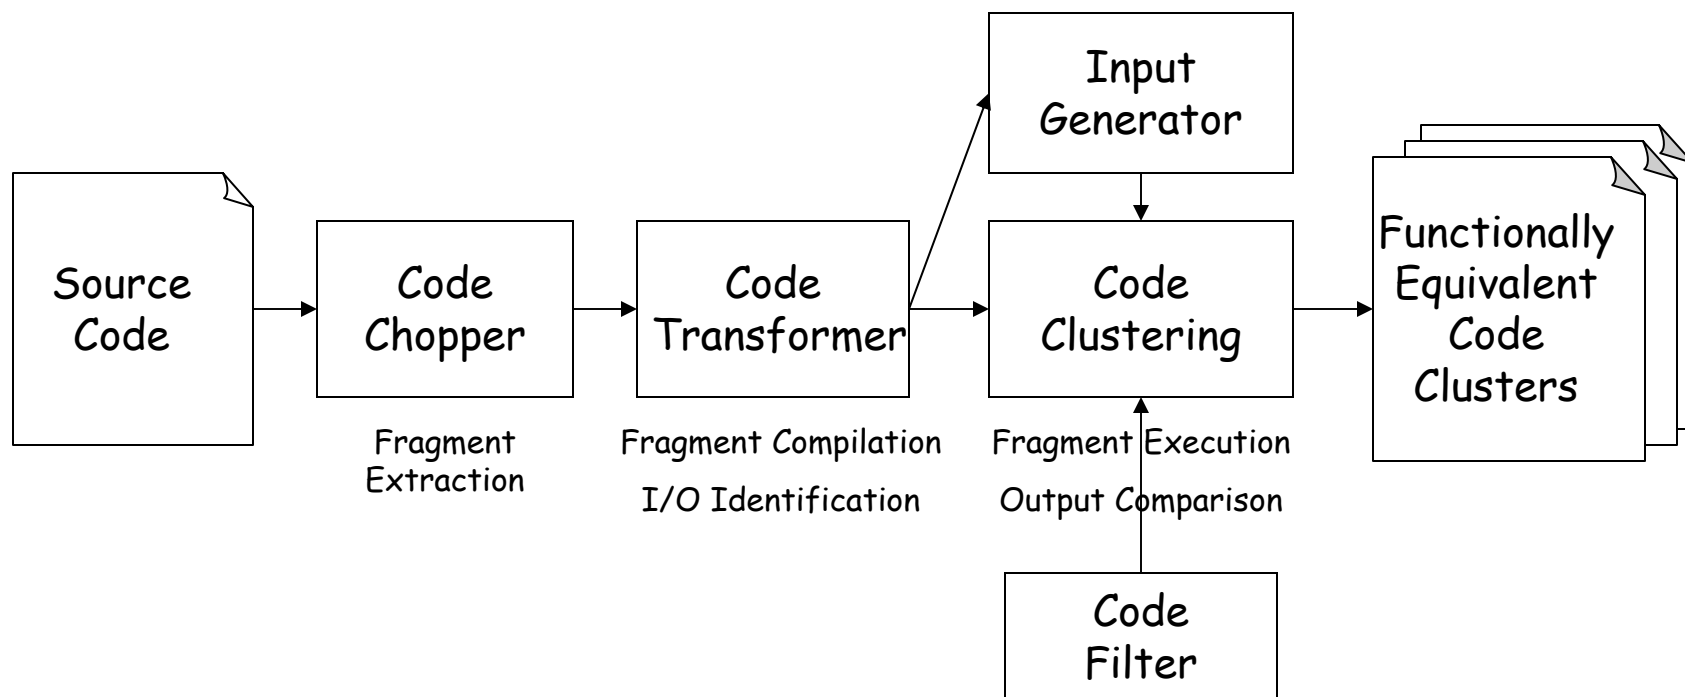 Input
Generator
Source
Code
Code
Chopper
Code
Transformer
Code
Clustering
Functionally
Equivalent
Code
Clusters
Fragment
Extraction
Fragment Compilation
I/O Identification
Fragment Execution
Output Comparison
Code
Filter